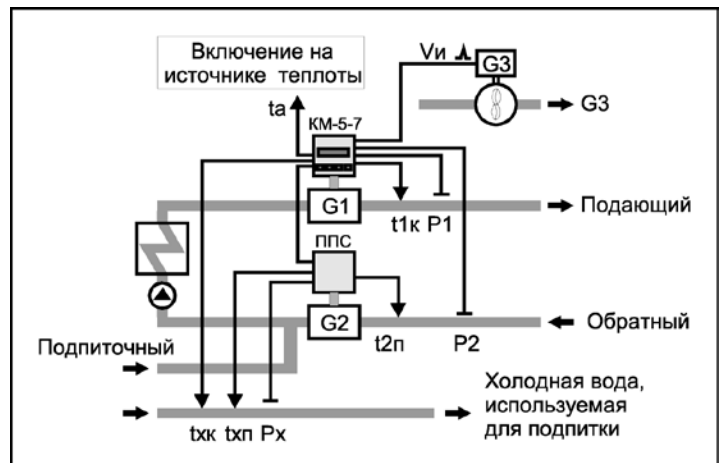 Включение на
источнике теплоты
Vи
G3
G3
ta
КМ-5-7
G1
Подающий
t1к P1
ППС
G2
Обратный
t2п
P2
Подпиточный
Холодная вода,
используемая
для подпитки
tхк tхп Pх